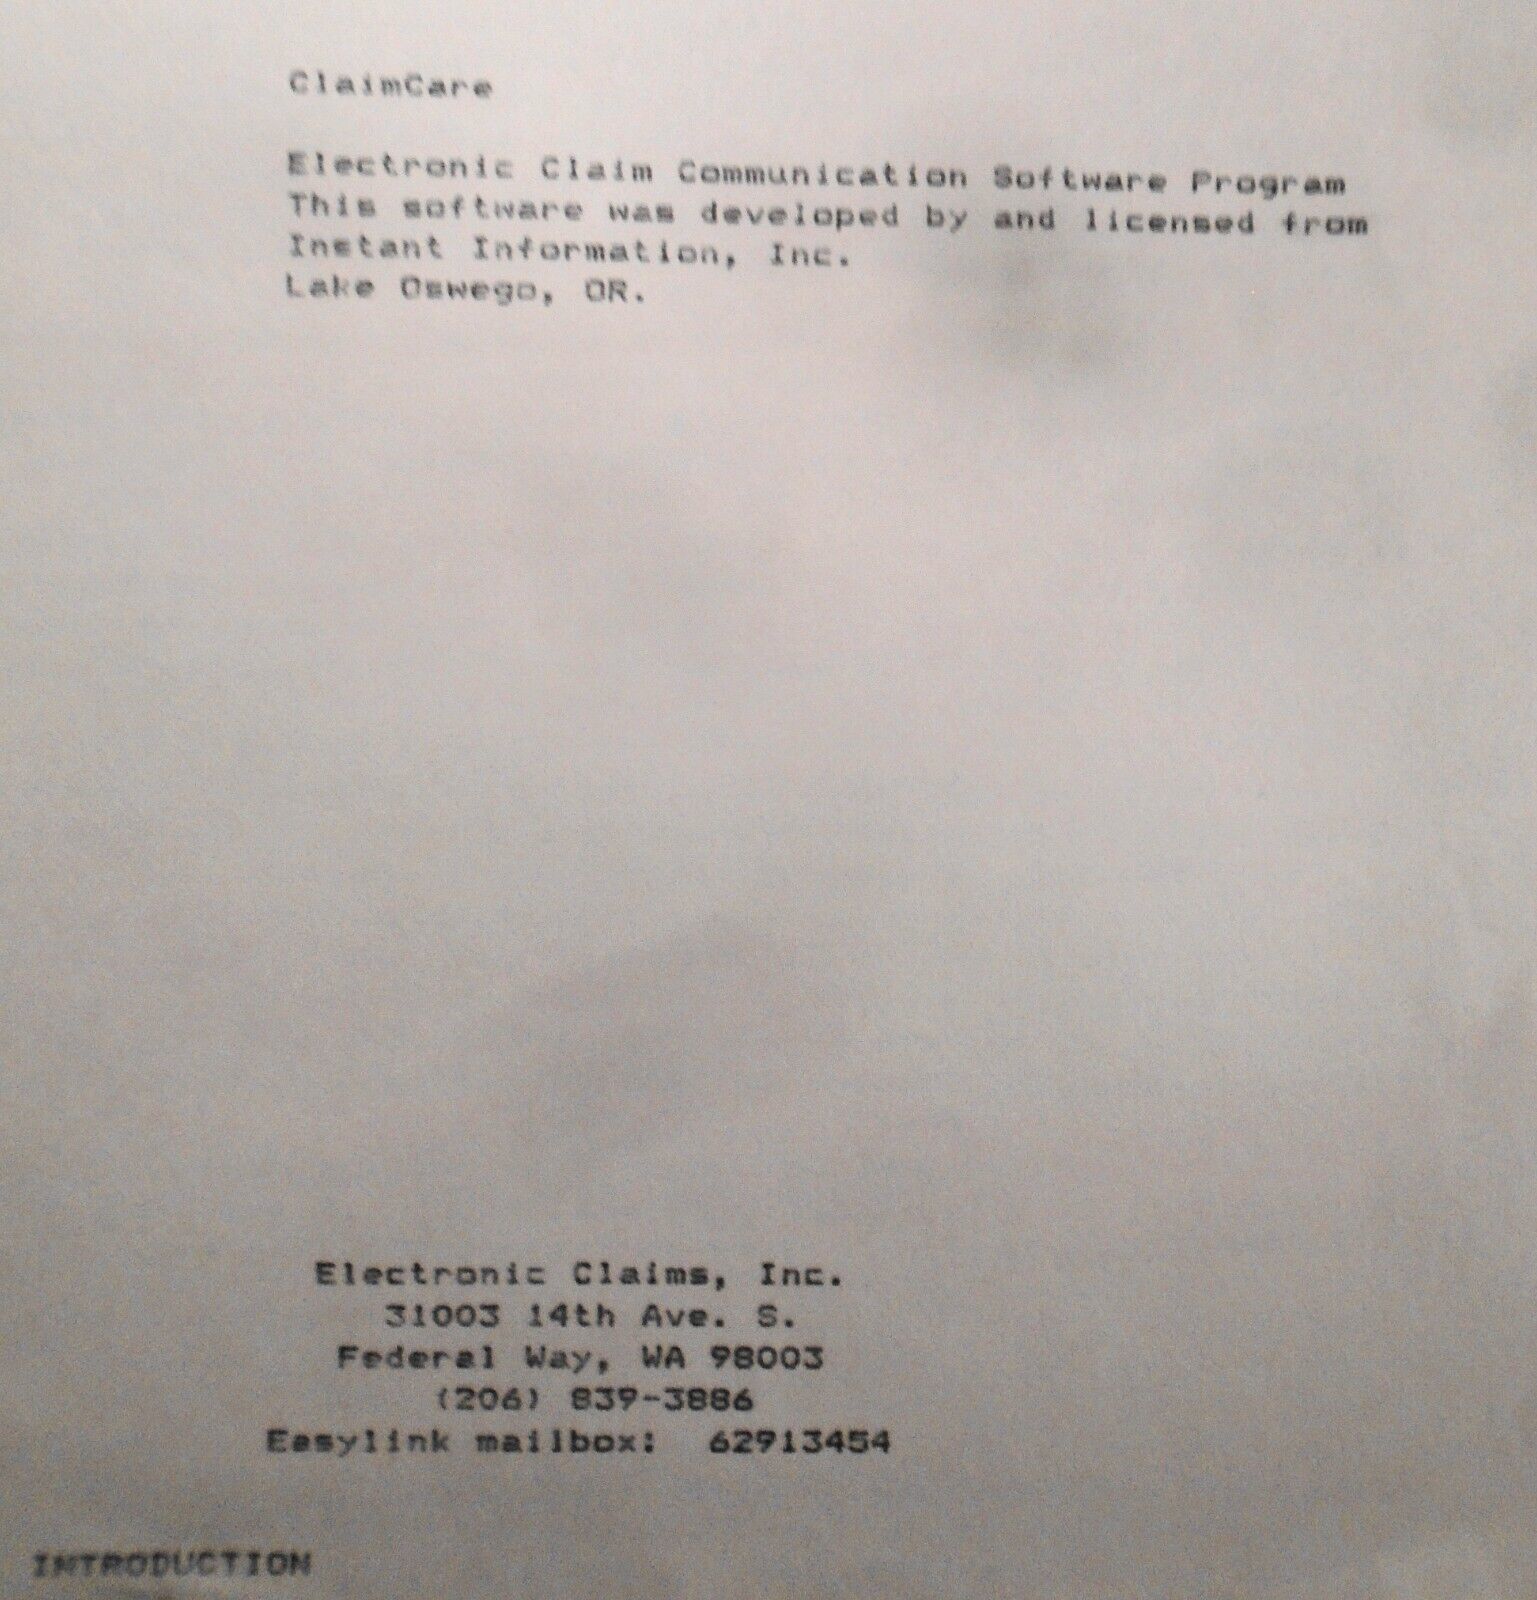 ClaimCare
Electronic Claim Communication Software Program
This software was developed by and licensed from
Instant Information, Inc.
Lake Oswego, OR.
Electronic Claims, Inc.
31003 14th Ave. S.
Federal Way, WA 98003
(206) 839-3886
Easylink mailbox: 62913454
INTRODUCTION